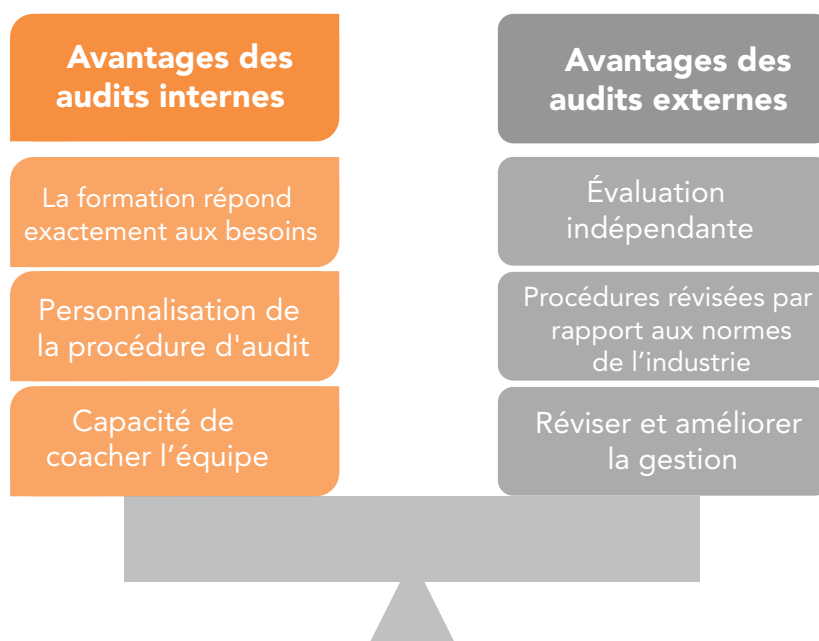 Avantages des
audits internes
La formation répond
exactement aux besoins
Personnalisation de
la procédure d'audit
Capacité de
coacher l’équipe
Avantages des
audits externes
Évaluation
indépendante
Procédures révisées par
rapport aux normes
de l’industrie
Réviser et améliorer
la gestion